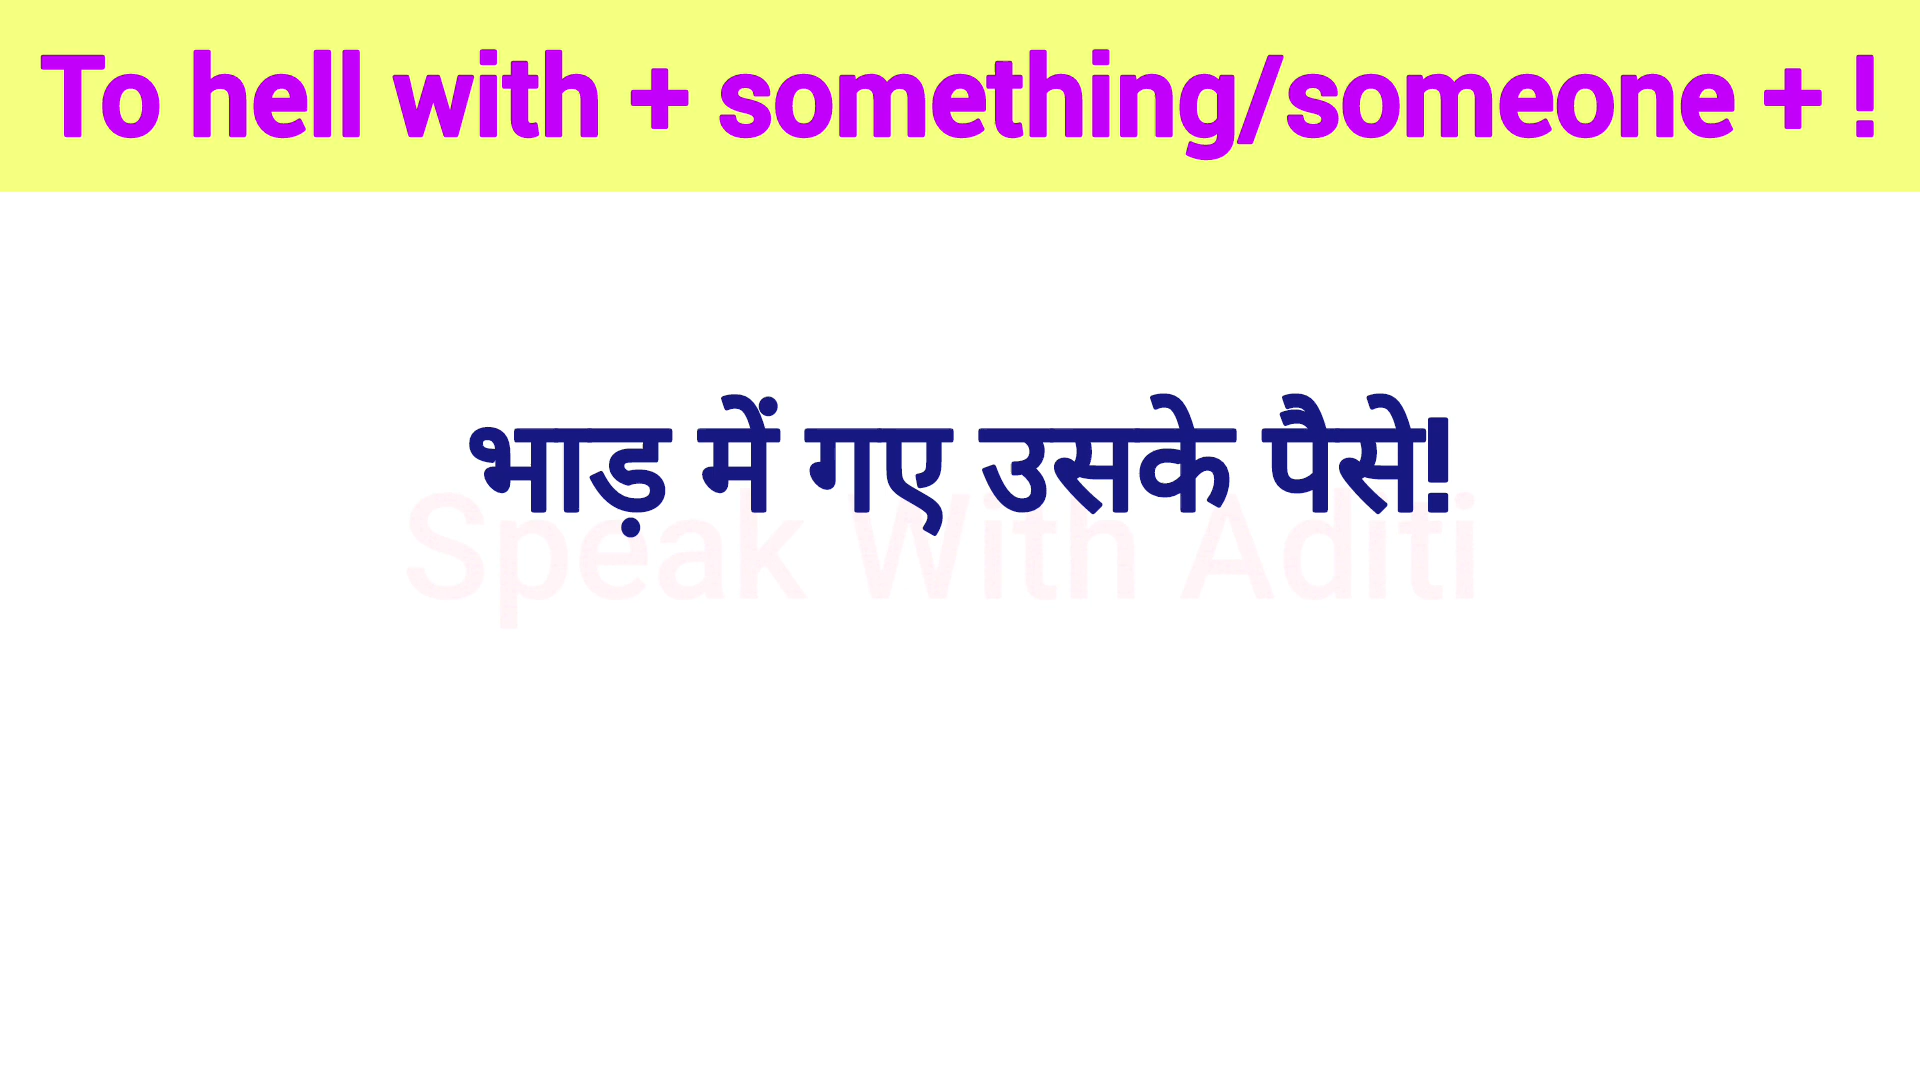 To hell with + something/someone + !
भाड़ में गए उसके पैसे!
Speak With Aditi